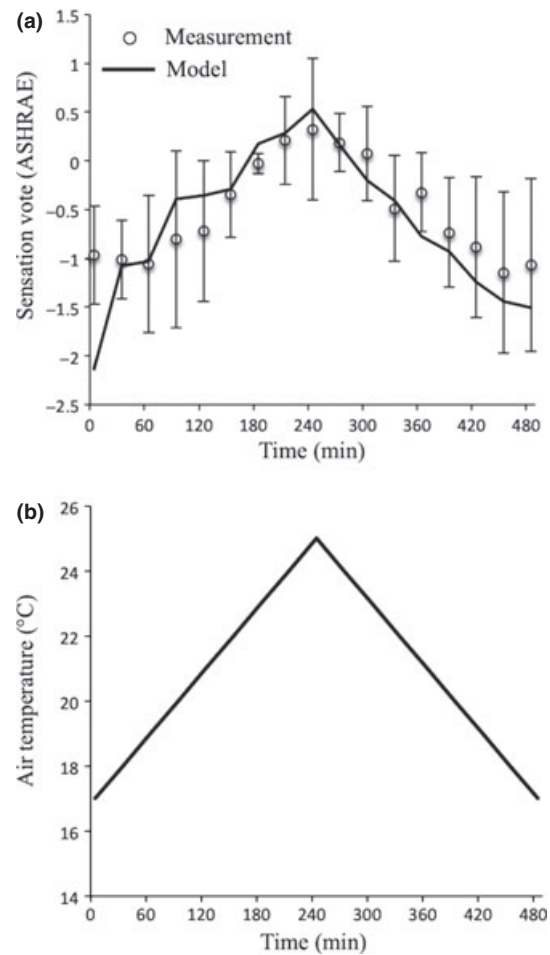 (a)
Measurement
Model
Sensation vote (ASHRAE)
1.5
1
0.5
0
−0.5
−1
−1.5
−2
−2.5
0 60 120 180 240 300 360 420 480
Time (min)
(b)
Air temperature (°C)
26
24
22
20
18
16
14
0 60 120 180 240 300 360 420 480
Time (min)